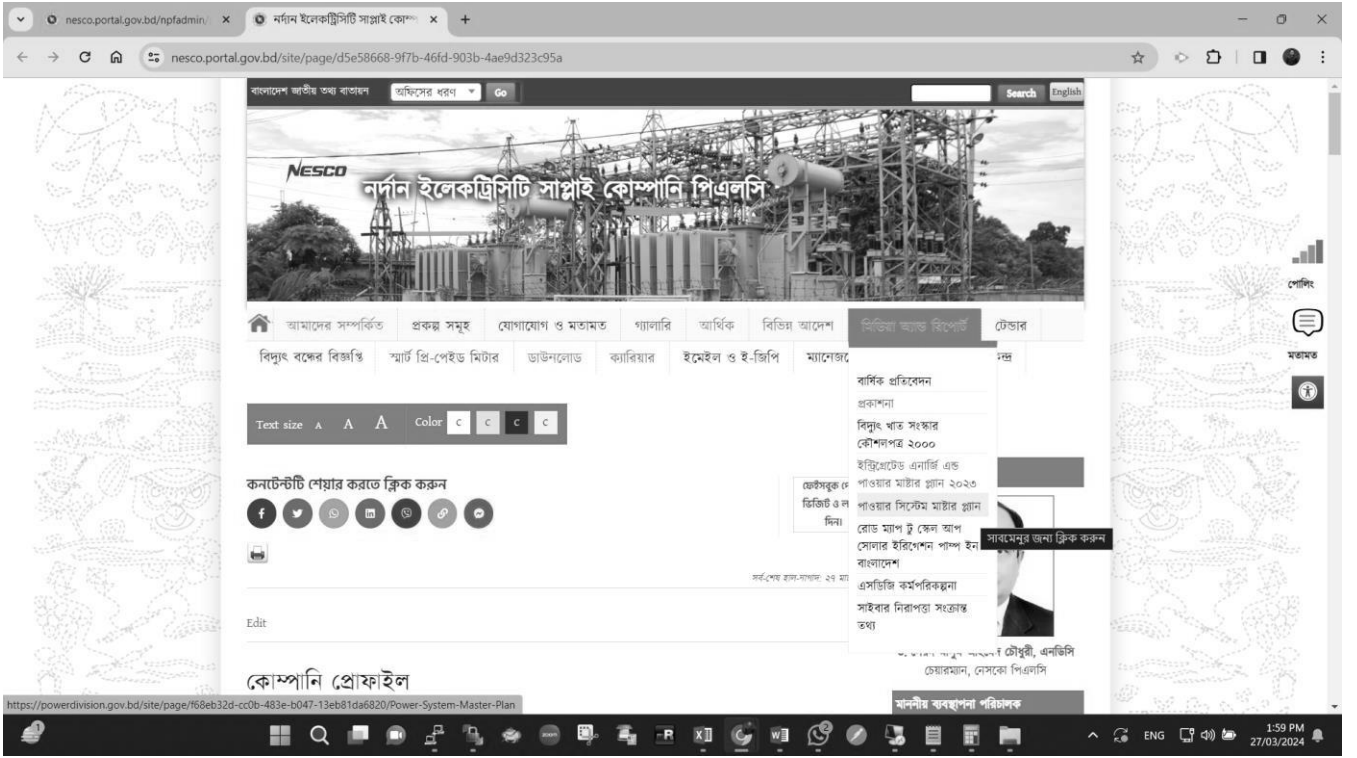 nesco.portal.gov.bd/npfadmin/
নর্দান ইলেকট্রিসিটি সাপ্লাই কোম্প
nesco.portal.gov.bd/site/page/d5e58668-9f7b-46fd-903b-4ae9d323c95a
বাংলাদেশ জাতীয় তথ্য বাতায়ন অফিসের ধরণ Go Search English
NESCO
নর্দান ইলেকট্রিসিটি সাপ্লাই কোম্পানি পিএলসি
পোলিং
আমাদের সম্পর্কিত প্রকল্প সমূহ যোগাযোগ ও মতামত গ্যালারি আর্থিক বিভিন্ন আদেশ মিডিয়া অ্যান্ড রিপোর্ট টেন্ডার
বিদ্যুৎ বন্ধের বিজ্ঞপ্তি স্মার্ট প্রি-পেইড মিটার ডাউনলোড ক্যারিয়ার ইমেইল ও ই-জিপি ম্যানেজ
মতামত
বার্ষিক প্রতিবেদন
প্রকাশনা
Text size A A A Color C C C C
বিদ্যুৎ খাত সংস্কার
কৌশলপত্র ২০০০
ইন্ট্রিগ্রেটেড এনার্জি এন্ড
পাওয়ার মাষ্টার প্ল্যান ২০২৩
কনটেন্টটি শেয়ার করতে ক্লিক করুন
ফেইসবুক
ভিজিট ও
দিন।
পাওয়ার সিস্টেম মাষ্টার প্ল্যান
রোড ম্যাপ টু স্কেল আপ
সোলার ইরিগেশন পাম্প ইন
বাংলাদেশ
সাবমেনুর জন্য ক্লিক করুন
সর্ব-শেষ হাল-নাগাদ: ২৭
এসডিজি কর্মপরিকল্পনা
সাইবার নিরাপত্তা সংক্রান্ত
তথ্য
Edit
চৌধুরী, এনডিসি
চেয়ারম্যান, নেসকো পিএলসি
কোম্পানি প্রোফাইল
মাননীয় ব্যবস্থাপনা পরিচালক
https://powerdivision.gov.bd/site/page/f68eb32d-cc0b-483e-b047-13eb81da6820/Power-System-Master-Plan
zoom
ENG
1:59 PM
27/03/2024